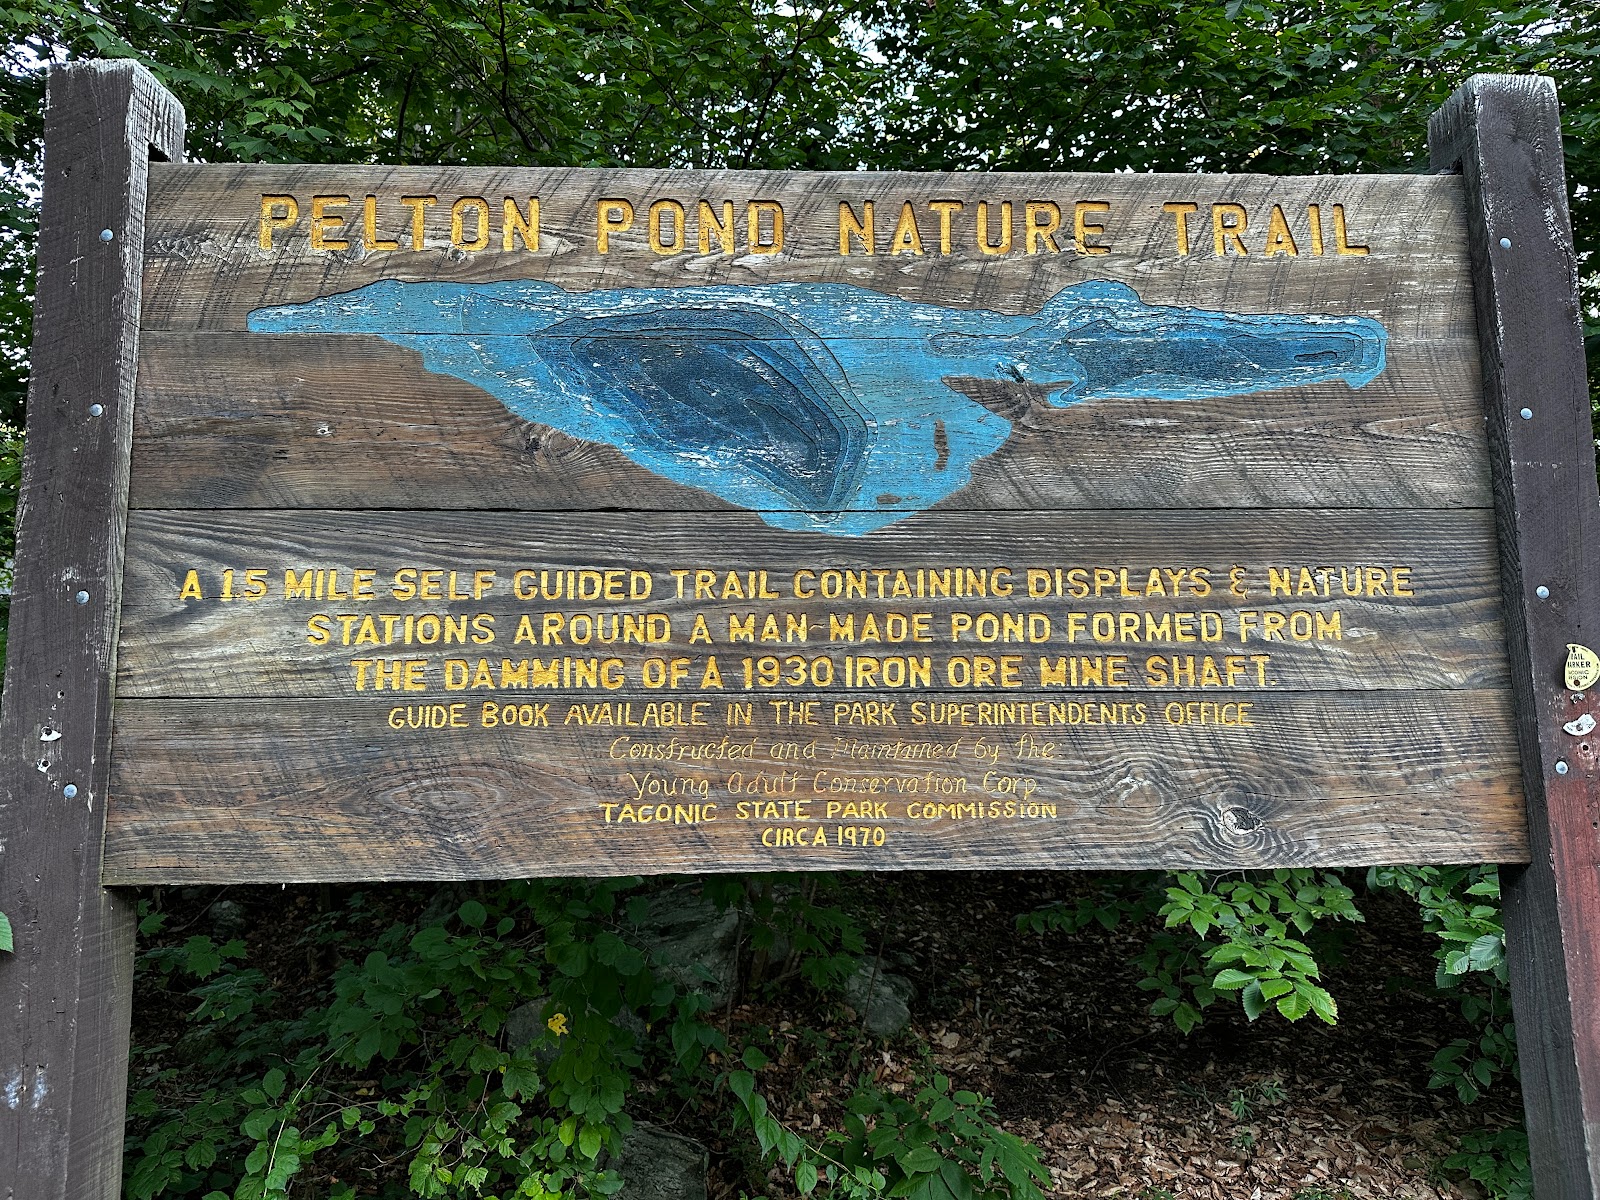 PELTON POND NATURE TRAIL
A 1.5 MILE SELF GUIDED TRAIL CONTAINING DISPLAYS & NATURE
STATIONS AROUND A MAN-MADE POND FORMED FROM
THE DAMMING OF A 1930 IRON ORE MINE SHAFT.
GUIDE BOOK AVAILABLE IN THE PARK SUPERINTENDENTS OFFICE
Constructed and Maintained by the
Young Adult Conservation Corp
TACONIC STATE PARK COMMISSION
CIRCA 1970